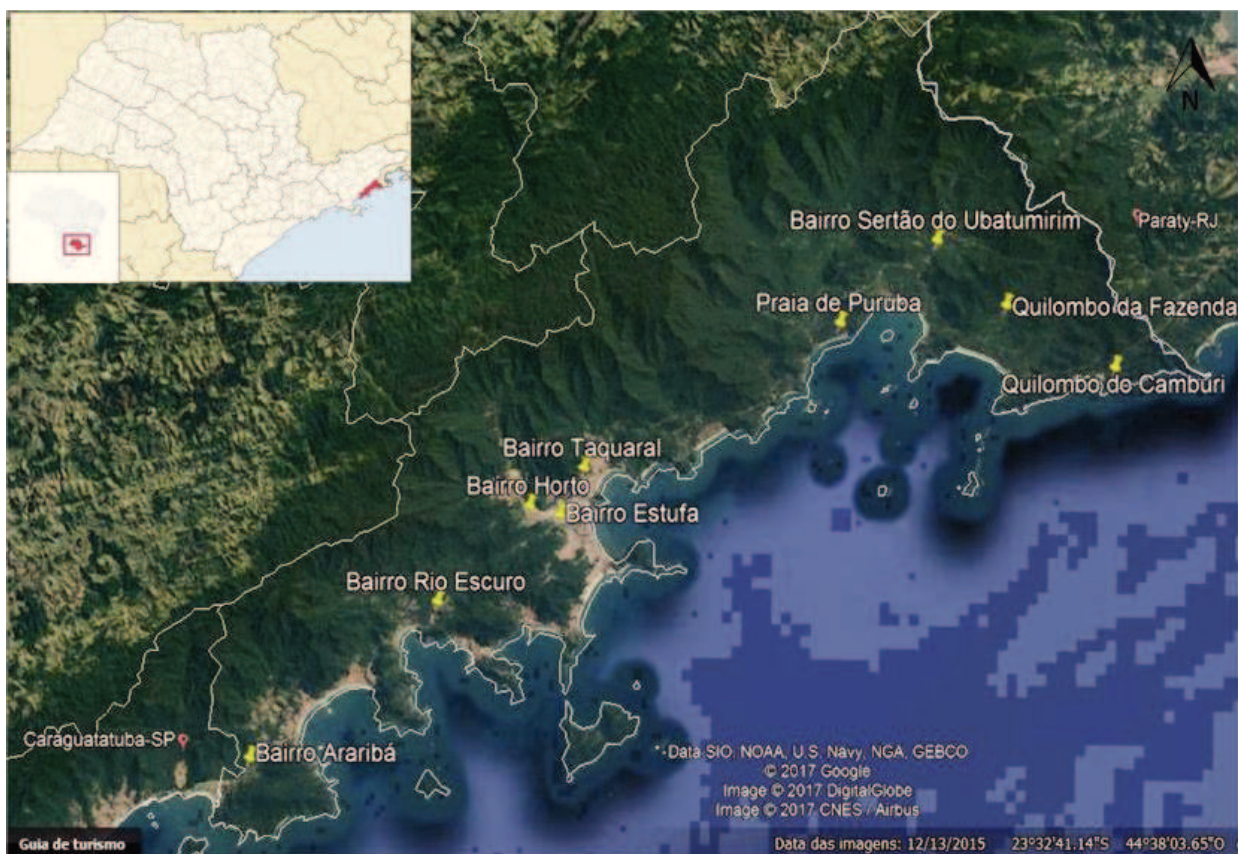 N
Bairro Sertão do Ubatumirim
Paraty-RJ
Praia de Puruba
Quilombo da Fazenda
Quilombo do Camburi
Bairro Taquaral
Bairro Horto
Bairro Estufa
Bairro Rio Escuro
Caraguatatuba-SP
Bairro Araribá
Data SIO, NOAA, U.S. Navy, NGA, GEBCO
© 2017 Google
Image © 2017 DigitalGlobe
Image © 2017 CNES / Airbus
Guia de turismo
Data das imagens: 12/13/2015 23°32'41.14"S 44°38'03.65"O